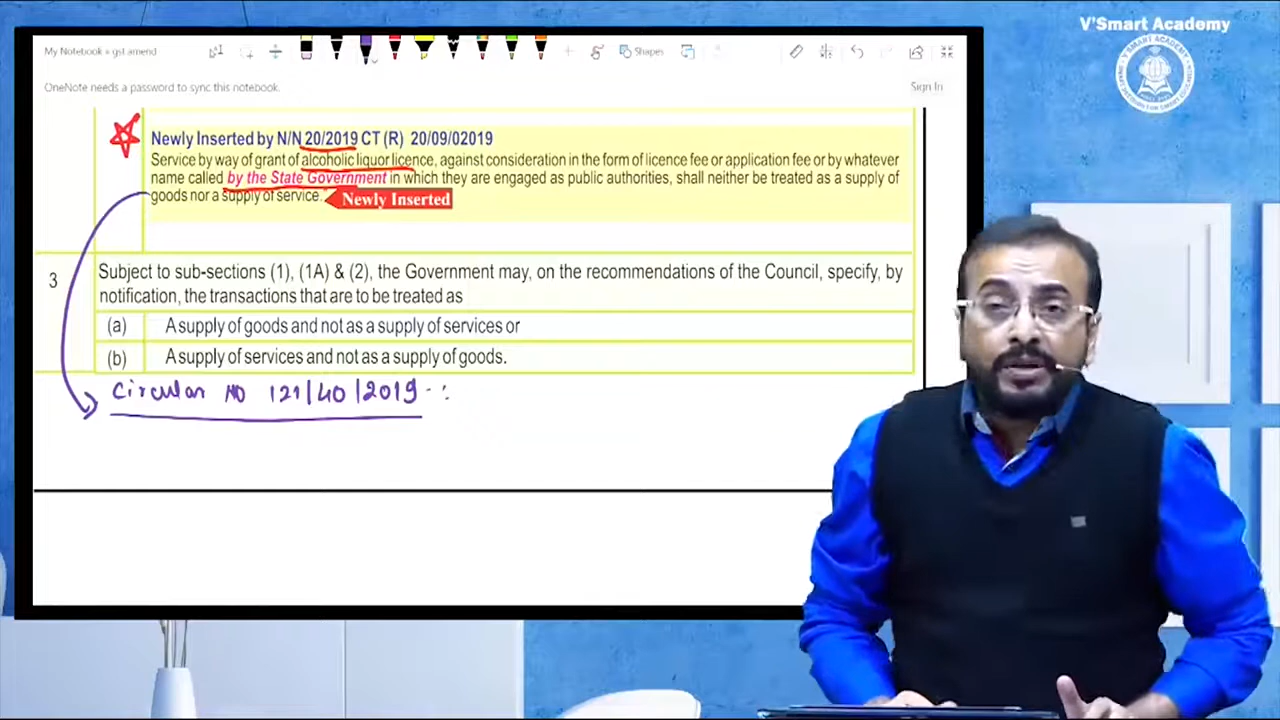 V'Smart Academy
My Notebook » gst amend
Shapes
OneNote needs a password to sync this notebook.
Sign In
Newly Inserted by N/N 20/2019 CT (R) 20/09/02019
Service by way of grant of alcoholic liquor licence, against consideration in the form of licence fee or application fee or by whatever
name called by the State Government in which they are engaged as public authorities, shall neither be treated as a supply of
goods nor a supply of service.
Newly Inserted
3
Subject to sub-sections (1), (1A) & (2), the Government may, on the recommendations of the Council, specify, by
notification, the transactions that are to be treated as
(a) A supply of goods and not as a supply of services or
(b) A supply of services and not as a supply of goods.
Circular No 121/40/2019 - :